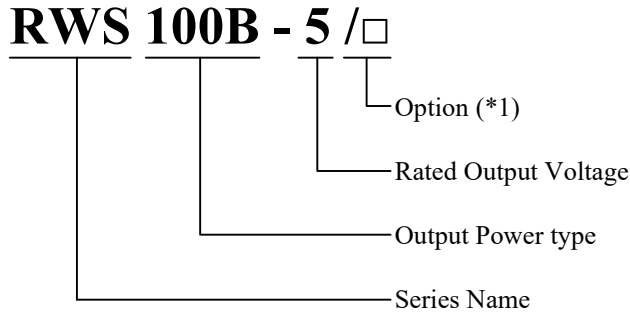 RWS 100B - 5 /□
Option (*1)
Rated Output Voltage
Output Power type
Series Name